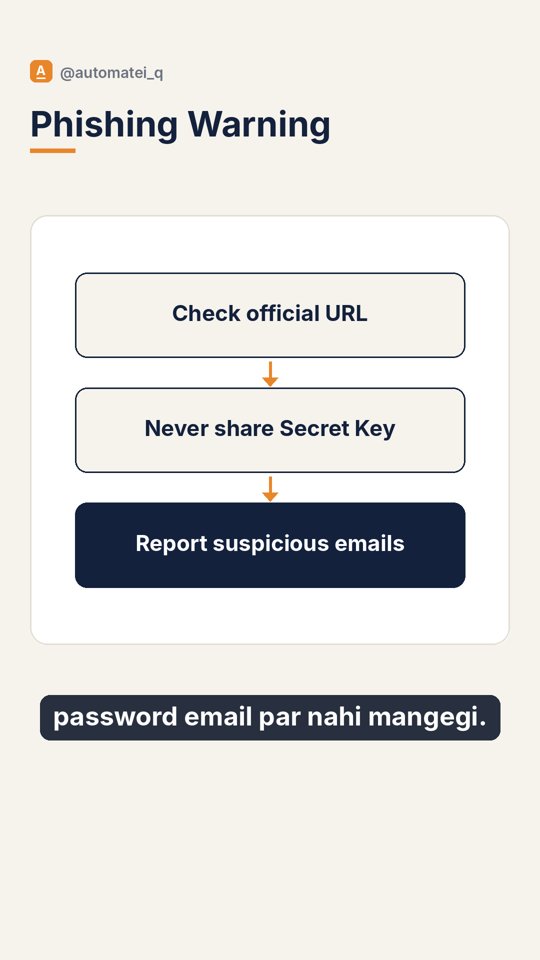 A @automatei_q
Phishing Warning
Check official URL
Never share Secret Key
Report suspicious emails
password email par nahi mangegi.